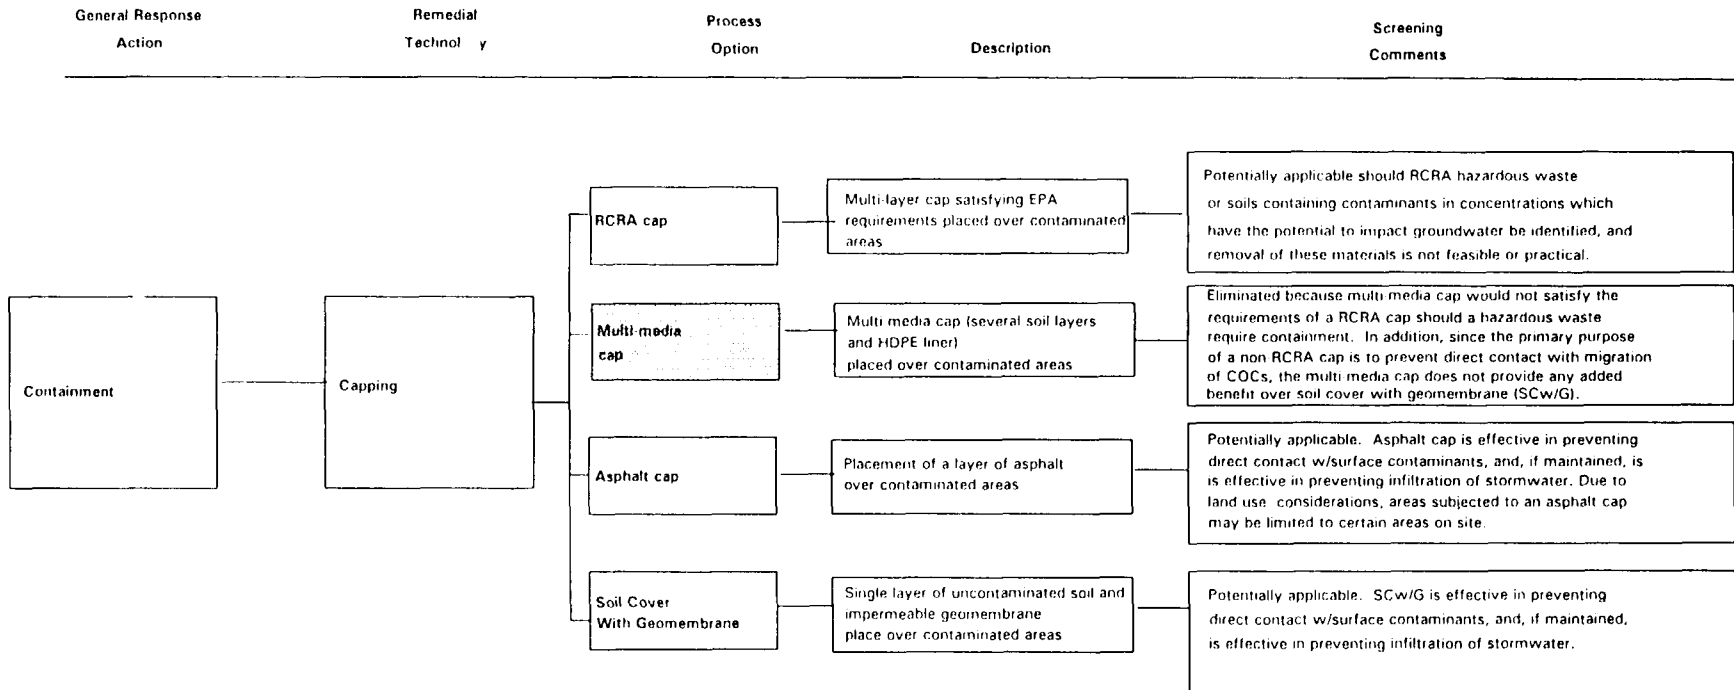 General Response
Action
Remedial
Technol y
Process
Option
Description
Screening
Comments
Containment
Capping
RCRA cap
Multi-layer cap satisfying EPA
requirements placed over contaminated
areas
Potentially applicable should RCRA hazardous waste
or soils containing contaminants in concentrations which
have the potential to impact groundwater be identified, and
removal of these materials is not feasible or practical.
Multi-media
cap
Multi media cap (several soil layers
and HDPE liner)
placed over contaminated areas
Eliminated because multi media cap would not satisfy the
requirements of a RCRA cap should a hazardous waste
require containment. In addition, since the primary purpose
of a non RCRA cap is to prevent direct contact with migration
of COCs, the multi media cap does not provide any added
benefit over soil cover with geomembrane (SCw/G).
Asphalt cap
Placement of a layer of asphalt
over contaminated areas
Potentially applicable. Asphalt cap is effective in preventing
direct contact w/surface contaminants, and, if maintained, is
is effective in preventing infiltration of stormwater. Due to
land use considerations, areas subjected to an asphalt cap
may be limited to certain areas on site.
Soil Cover
With Geomembrane
Single layer of uncontaminated soil and
impermeable geomembrane
place over contaminated areas
Potentially applicable. SCw/G is effective in preventing
direct contact w/surface contaminants, and, if maintained,
is effective in preventing infiltration of stormwater.